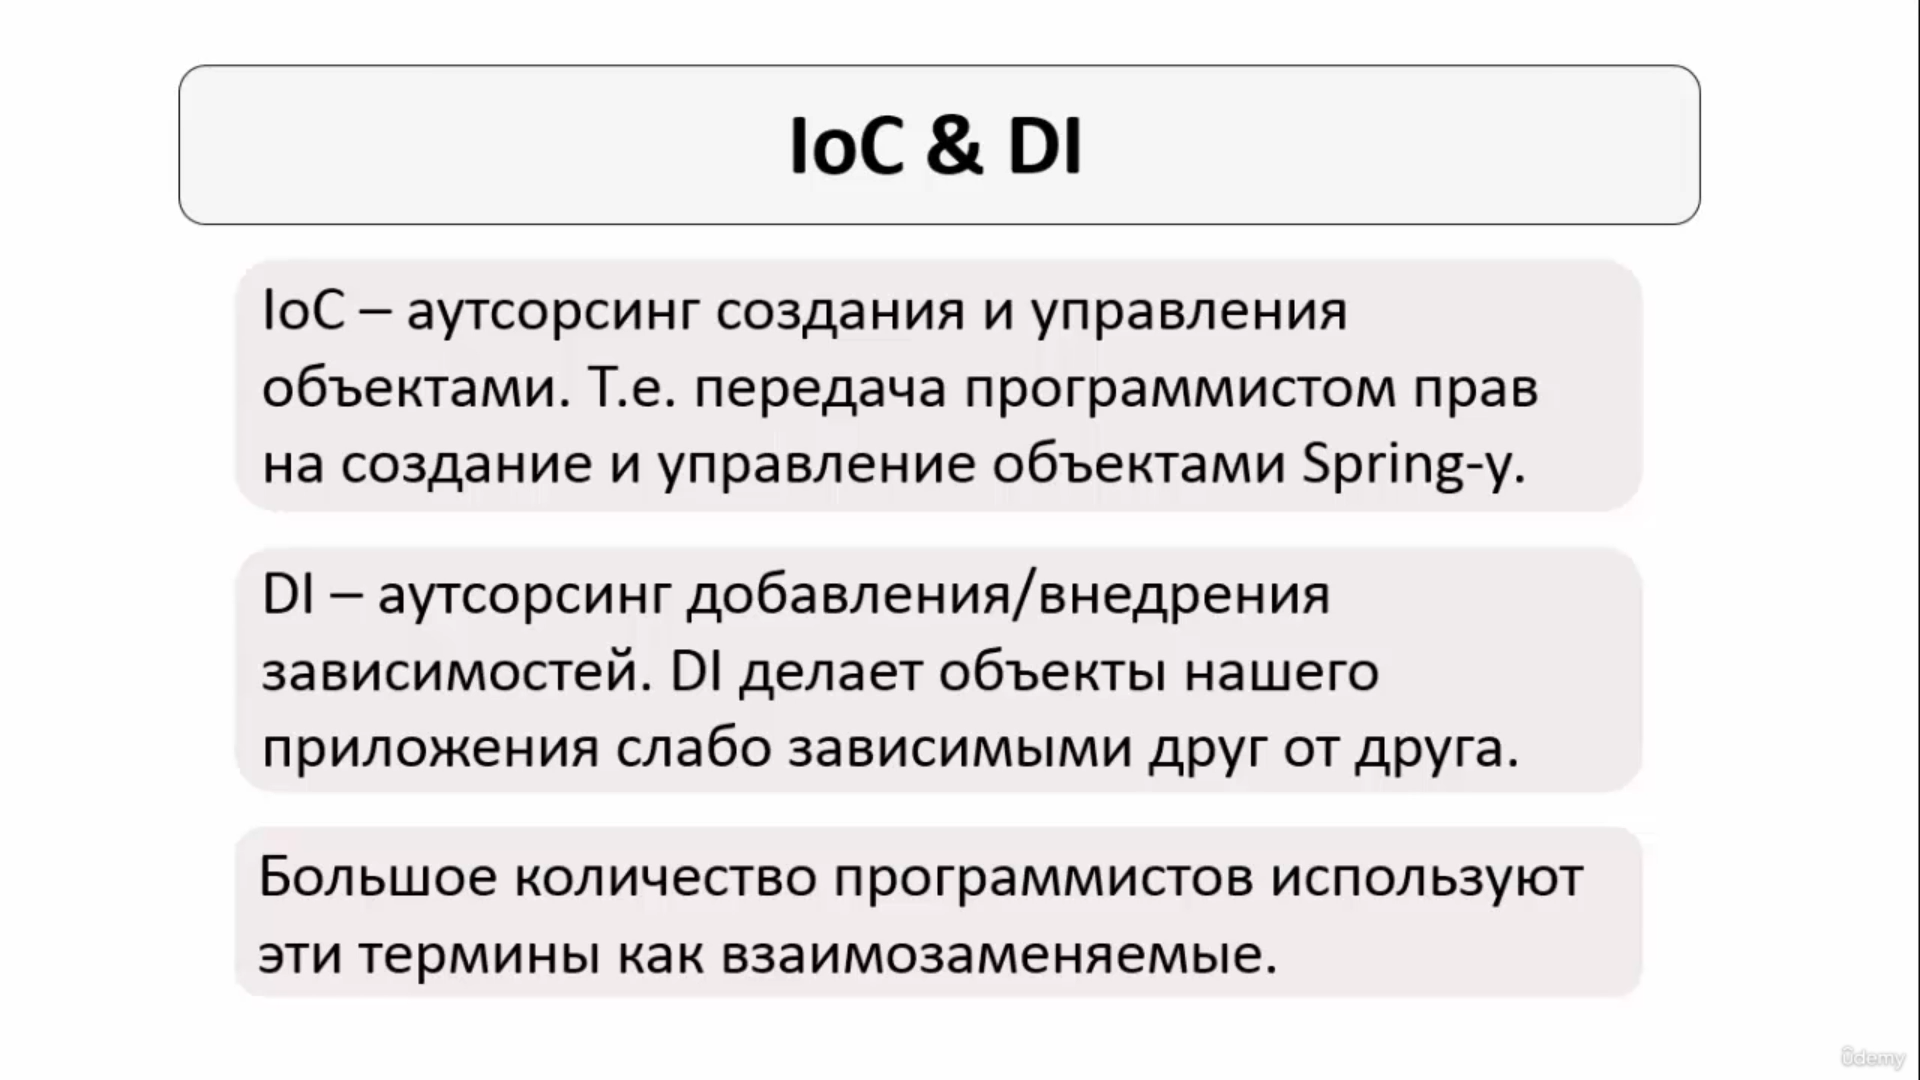 IoC & DI
IoC – аутсорсинг создания и управления
объектами. Т.е. передача программистом прав
на создание и управление объектами Spring-у.
DI – аутсорсинг добавления/внедрения
зависимостей. DI делает объекты нашего
приложения слабо зависимыми друг от друга.
Большое количество программистов используют
эти термины как взаимозаменяемые.
ûdemy